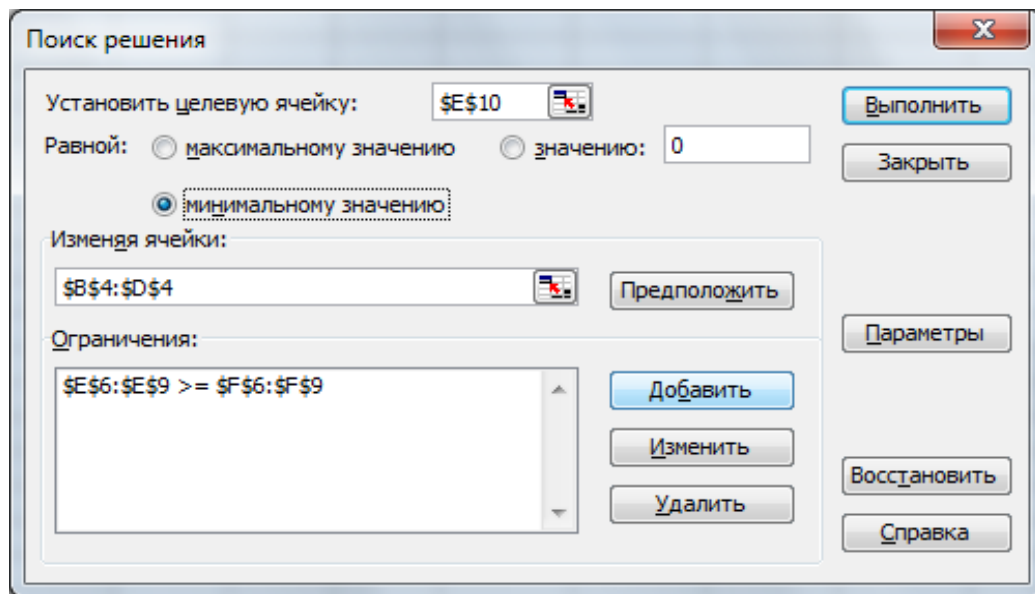 Поиск решения
Установить целевую ячейку: $E$10 Выполнить
Равной: максимальному значению значению: 0 Закрыть
минимальному значению
Изменяя ячейки:
$B$4:$D$4 Предположить
Ограничения: Параметры
$E$6:$E$9 >= $F$6:$F$9 Добавить
Изменить
Восстановить
Удалить
Справка